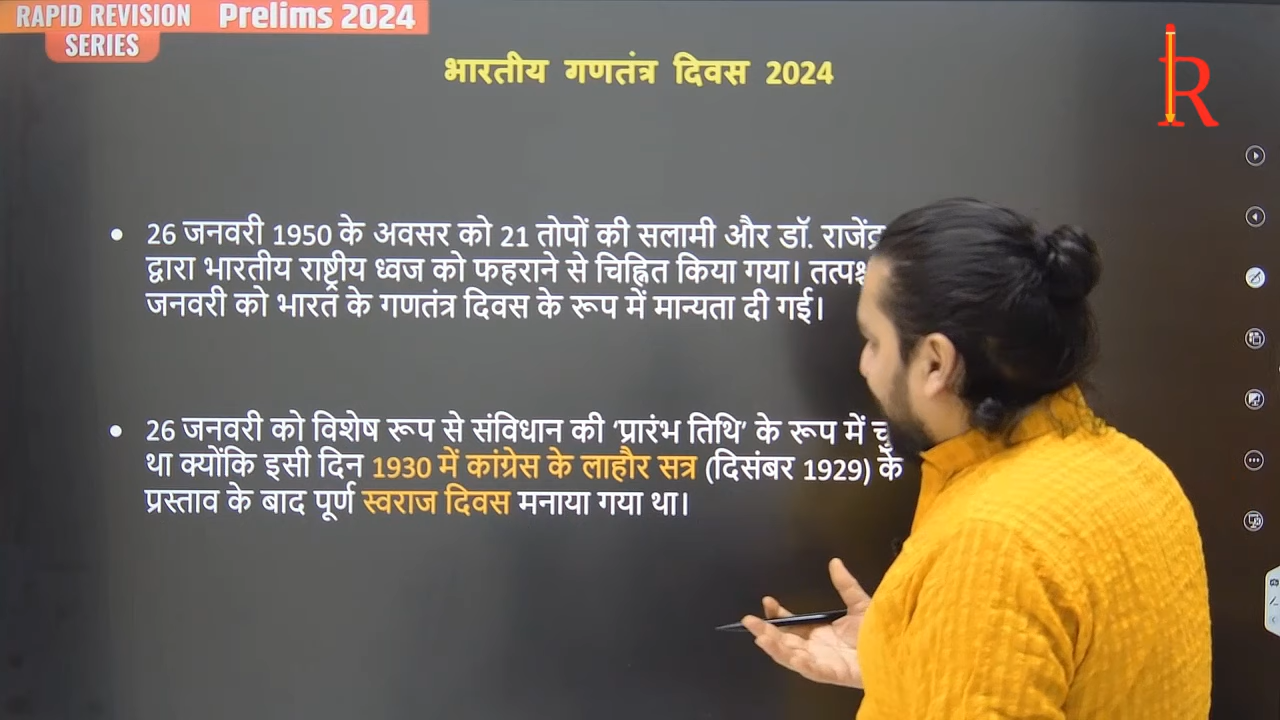 RAPID REVISION
SERIES
Prelims 2024
भारतीय गणतंत्र दिवस 2024
26 जनवरी 1950 के अवसर को 21 तोपों की सलामी और डॉ.
द्वारा भारतीय राष्ट्रीय ध्वज को फहराने से चिह्नित किया गया।
जनवरी को भारत के गणतंत्र दिवस के रूप में मान्यता दी गई।
26 जनवरी को विशेष रूप से संविधान की ‘प्रारंभ तिथि’ के रूप में
था क्योंकि इसी दिन 1930 में कांग्रेस के लाहौर सत्र (दिसंबर 1929) के
प्रस्ताव के बाद पूर्ण स्वराज दिवस मनाया गया था।